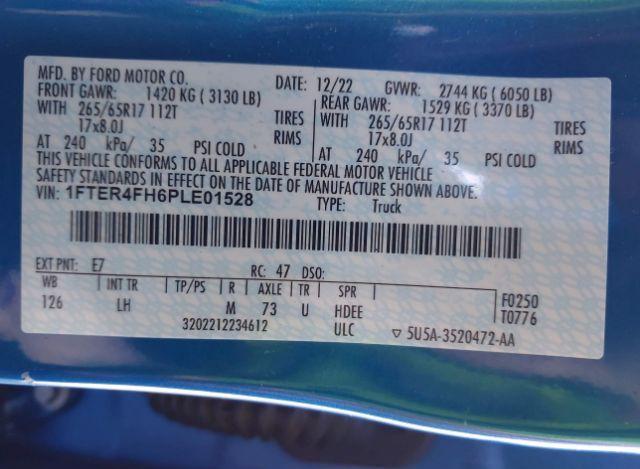 MFD. BY FORD MOTOR CO.
DATE: 12/22 GVWR: 2744 KG ( 6050 LB)
FRONT GAWR: 1420 KG ( 3130 LB)
REAR GAWR: 1529 KG ( 3370 LB)
WITH 265/65R17 112T TIRES
WITH 265/65R17 112T TIRES
17x8.0J RIMS
17x8.0J RIMS
AT 240 kPa/ 35 PSI COLD
AT 240 kPa/ 35 PSI COLD
THIS VEHICLE CONFORMS TO ALL APPLICABLE FEDERAL MOTOR VEHICLE
SAFETY STANDARDS IN EFFECT ON THE DATE OF MANUFACTURE SHOWN ABOVE.
VIN: 1FTER4FH6PLE01528 TYPE: Truck
EXT PNT: E7 RC: 47 DSO:
WB INT TR TP/PS R AXLE TR SPR
126 LH M 73 U HDEE
F0250
T0776
3202212234612 ULC ▽ 5U5A-3520472-AA